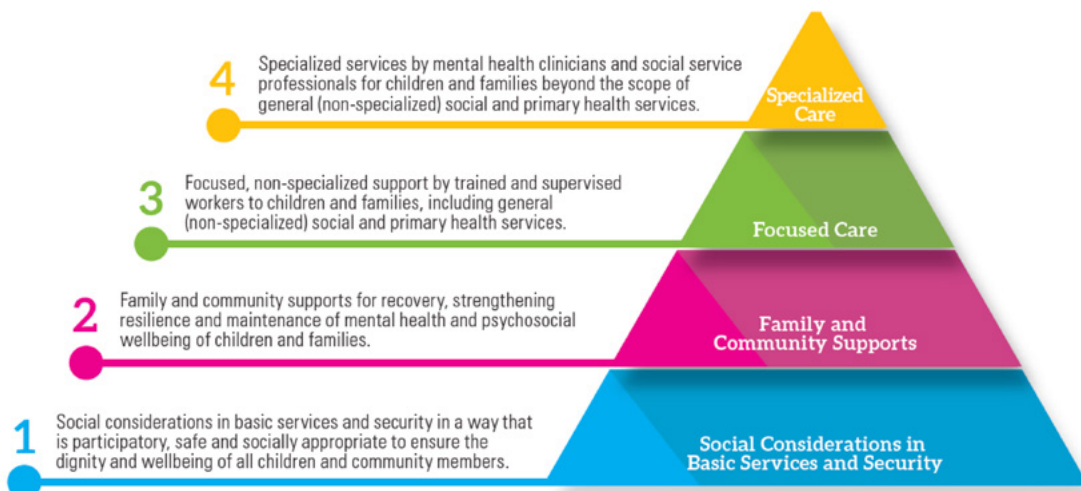 4
Specialized services by mental health clinicians and social service
professionals for children and families beyond the scope of
general (non-specialized) social and primary health services.
Specialized
Care
3
Focused, non-specialized support by trained and supervised
workers to children and families, including general
(non-specialized) social and primary health services.
Focused Care
2
Family and community supports for recovery, strengthening
resilience and maintenance of mental health and psychosocial
wellbeing of children and families.
Family and
Community Supports
1
Social considerations in basic services and security in a way that
is participatory, safe and socially appropriate to ensure the
dignity and wellbeing of all children and community members.
Social Considerations in
Basic Services and Security